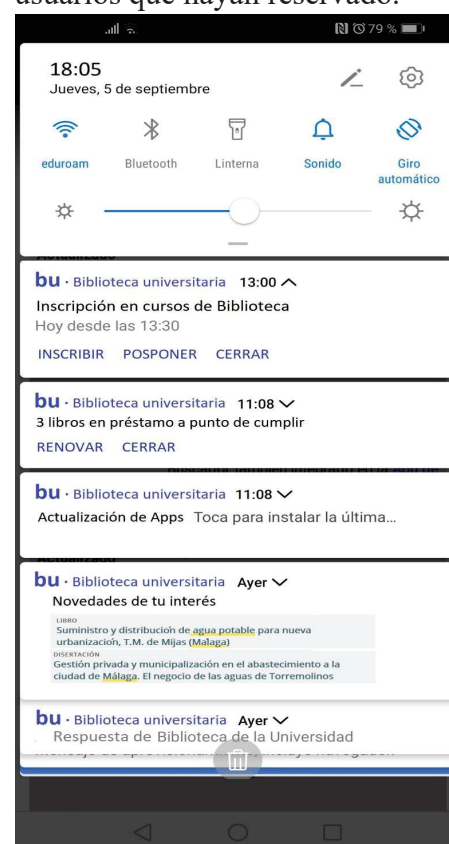 usuarios que hayan reservado.
79 %
18:05
Jueves, 5 de septiembre
eduroam Bluetooth Linterna Sonido Giro automático
Actualizado
bu · Biblioteca universitaria 13:00
Inscripción en cursos de Biblioteca
Hoy desde las 13:30
INSCRIBIR POSPONER CERRAR
bu · Biblioteca universitaria 11:08
3 libros en préstamo a punto de cumplir
RENOVAR CERRAR
bu · Biblioteca universitaria 11:08
Actualización de Apps Toca para instalar la última...
Actualizado
bu · Biblioteca universitaria Ayer
Novedades de tu interés
LIBRO
Suministro y distribución de agua potable para nueva
urbanización, T.M. de Mijas (Malaga)
DISERTACIÓN
Gestión privada y municipalización en el abastecimiento a la
ciudad de Málaga. El negocio de las aguas de Torremolinos
bu · Biblioteca universitaria Ayer
Respuesta de Biblioteca de la Universidad